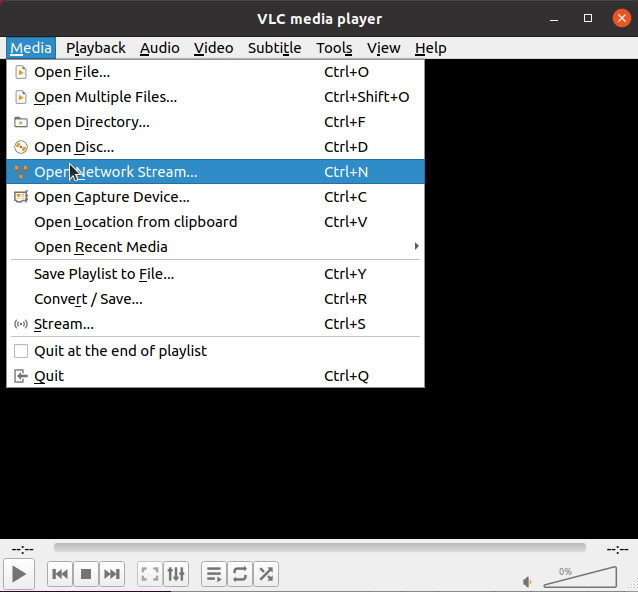 VLC media player
Media Playback Audio Video Subtitle Tools View Help
Open File... Ctrl+O
Open Multiple Files... Ctrl+Shift+O
Open Directory... Ctrl+F
Open Disc... Ctrl+D
Open Network Stream... Ctrl+N
Open Capture Device... Ctrl+C
Open Location from clipboard Ctrl+V
Open Recent Media
Save Playlist to File... Ctrl+Y
Convert / Save... Ctrl+R
Stream... Ctrl+S
Quit at the end of playlist
Quit Ctrl+Q
--:-- --:--
0%